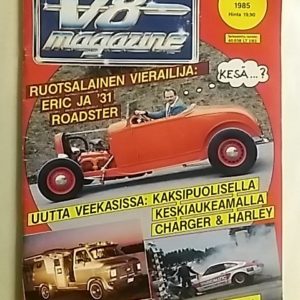 V8
magazine
1985
Hinta 19,90
RUOTSALAINEN VIERAILIJA:
ERIC JA '31
ROADSTER
KESÄ...?
UUTTA VEEKASISSA: KAKSIPUOLISELLA
KESKIAUKEAMALLA
CHARGER & HARLEY